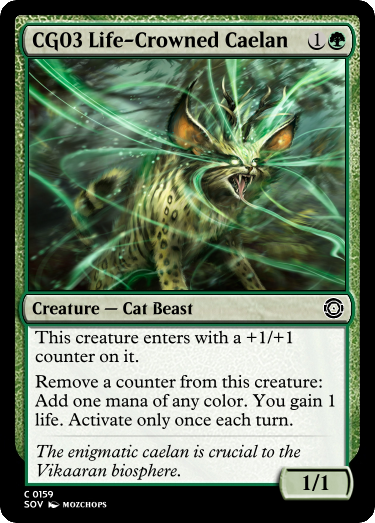 CG03 Life-Crowned Caelan 1
Creature — Cat Beast
This creature enters with a +1/+1
counter on it.
Remove a counter from this creature:
Add one mana of any color. You gain 1
life. Activate only once each turn.
The enigmatic caelan is crucial to the
Vikaaran biosphere.
1/1
C 0159
SOV MOZCHOPS